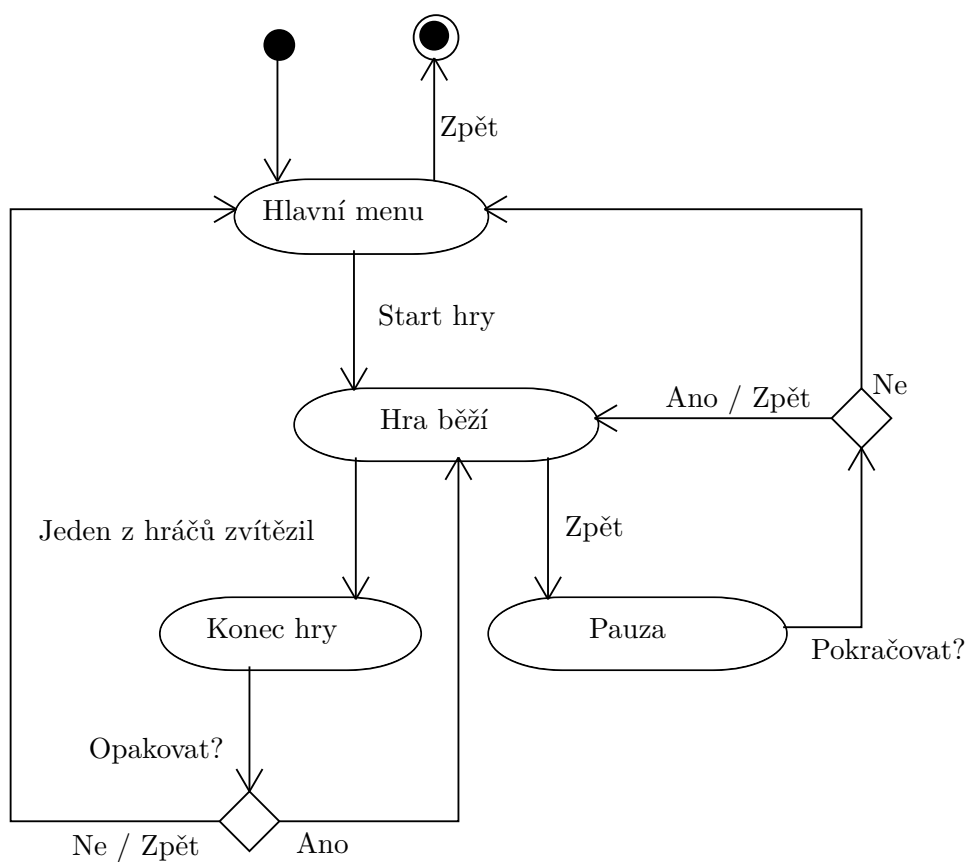 Zpět
Hlavní menu
Start hry
Ne
Ano / Zpět
Hra běží
Jeden z hráčů zvítězil
Zpět
Konec hry
Pauza
Pokračovat?
Opakovat?
Ne / Zpět
Ano